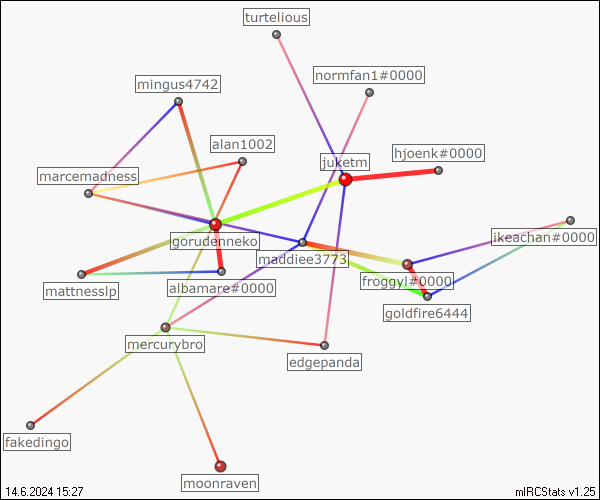 turtelious
normfan1#0000
mingus4742
alan1002
hjoenk#0000
juketm
marcemadness
ikeachan#0000
gorudenneko
maddiee3773
froggyl#0000
mattnesslp
albamare#0000
goldfire6444
mercurybro
edgepanda
fakedingo
moonraven
14.6.2024 15:27
mIRCStats v1.25